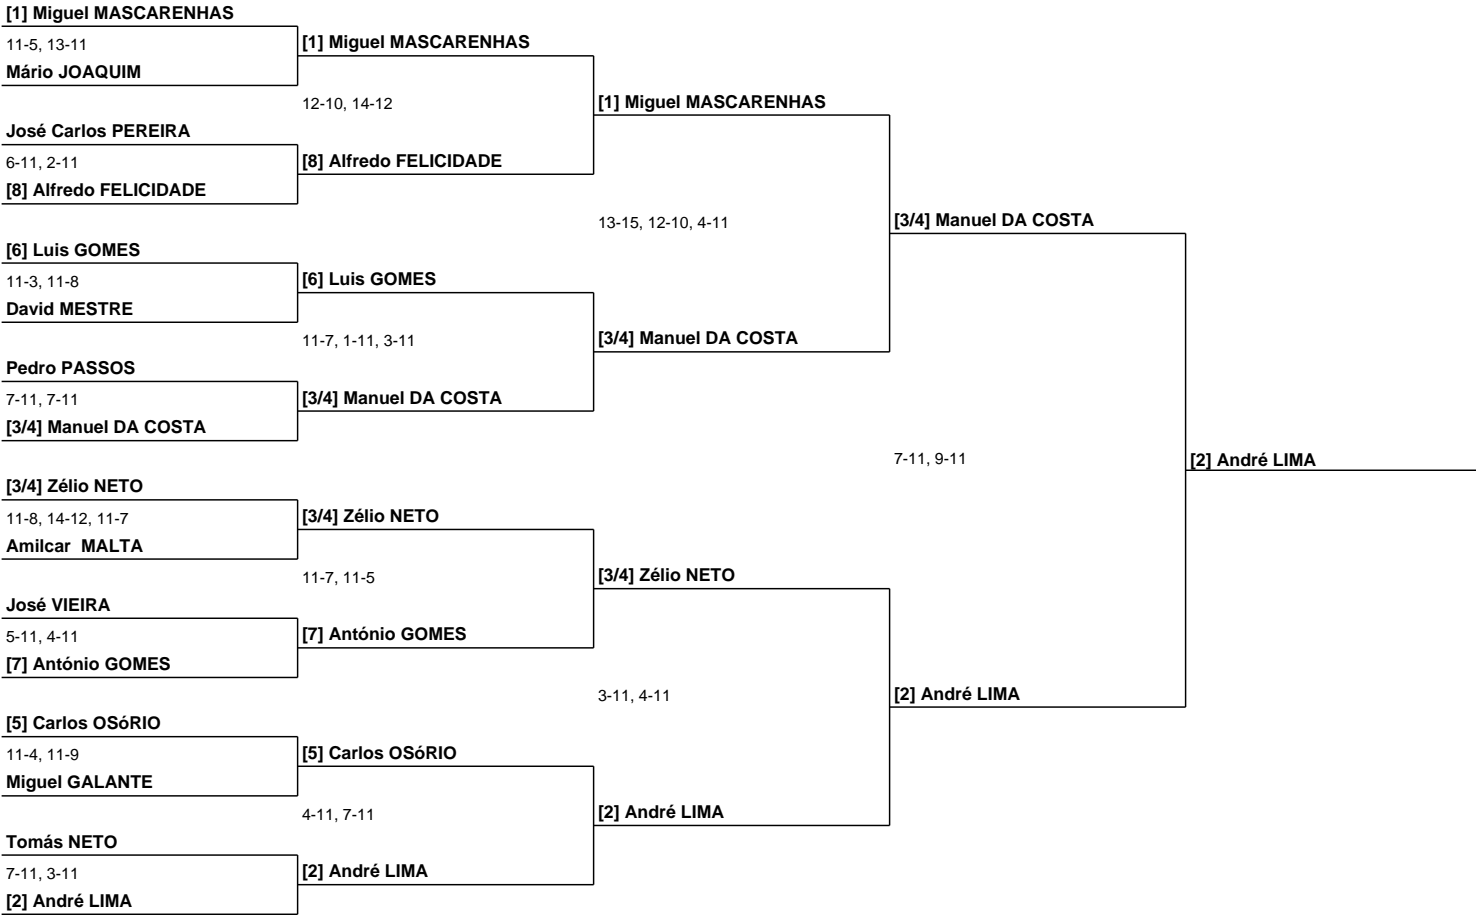 [1] Miguel MASCARENHAS
11-5, 13-11
[1] Miguel MASCARENHAS
Mário JOAQUIM
12-10, 14-12
[1] Miguel MASCARENHAS
José Carlos PEREIRA
6-11, 2-11
[8] Alfredo FELICIDADE
[8] Alfredo FELICIDADE
13-15, 12-10, 4-11
[3/4] Manuel DA COSTA
[6] Luis GOMES
11-3, 11-8
[6] Luis GOMES
David MESTRE
11-7, 1-11, 3-11
[3/4] Manuel DA COSTA
Pedro PASSOS
7-11, 7-11
[3/4] Manuel DA COSTA
[3/4] Manuel DA COSTA
7-11, 9-11
[2] André LIMA
[3/4] Zélio NETO
11-8, 14-12, 11-7
[3/4] Zélio NETO
Amilcar  MALTA
11-7, 11-5
[3/4] Zélio NETO
José VIEIRA
5-11, 4-11
[7] António GOMES
[7] António GOMES
3-11, 4-11
[2] André LIMA
[5] Carlos OSóRIO
11-4, 11-9
[5] Carlos OSóRIO
Miguel GALANTE
4-11, 7-11
[2] André LIMA
Tomás NETO
7-11, 3-11
[2] André LIMA
[2] André LIMA